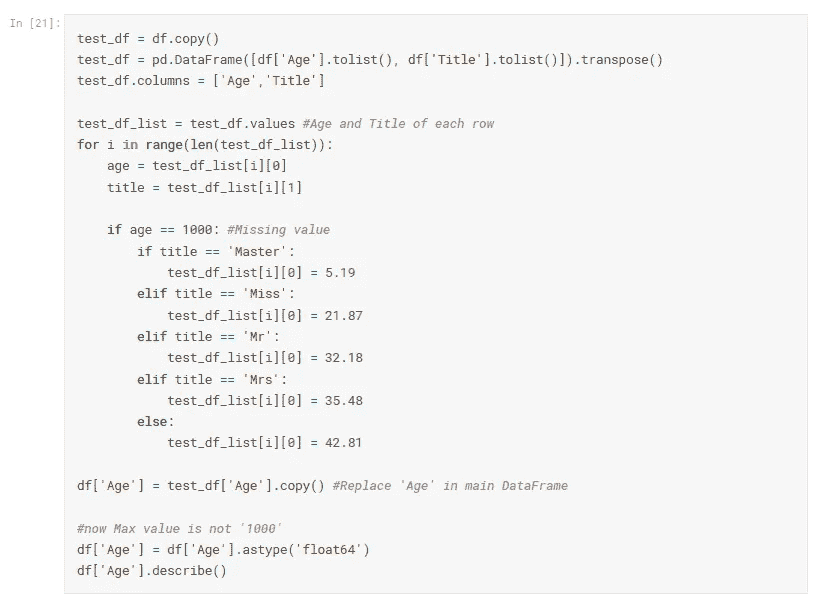 In [21]:
test_df = df.copy()
test_df = pd.DataFrame([df['Age'].tolist(), df['Title'].tolist()]).transpose()
test_df.columns = ['Age','Title']
test_df_list = test_df.values #Age and Title of each row
for i in range(len(test_df_list)):
    age = test_df_list[i][0]
    title = test_df_list[i][1]
    if age == 1000: #Missing value
        if title == 'Master':
            test_df_list[i][0] = 5.19
        elif title == 'Miss':
            test_df_list[i][0] = 21.87
        elif title == 'Mr':
            test_df_list[i][0] = 32.18
        elif title == 'Mrs':
            test_df_list[i][0] = 35.48
        else:
            test_df_list[i][0] = 42.81
df['Age'] = test_df['Age'].copy() #Replace 'Age' in main DataFrame
#now Max value is not '1000'
df['Age'] = df['Age'].astype('float64')
df['Age'].describe()